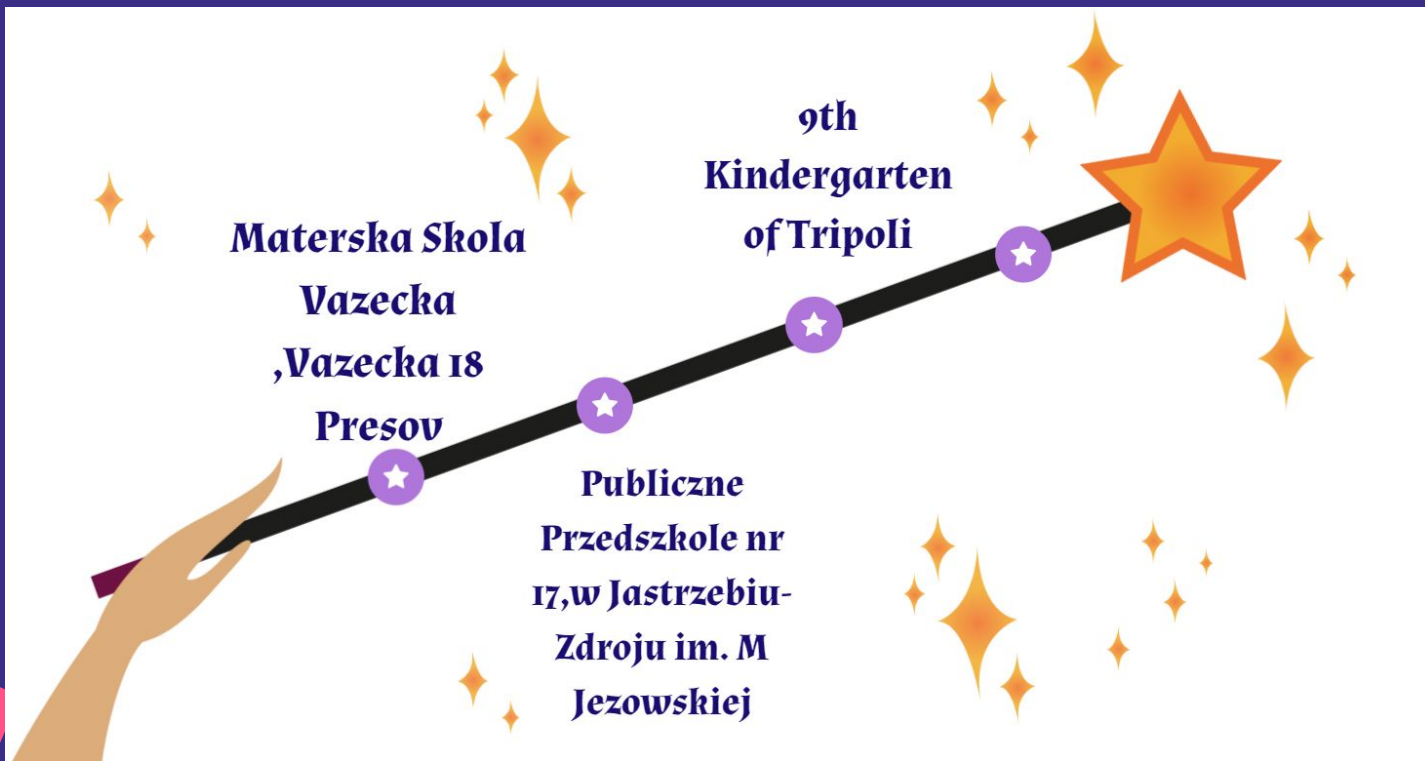 Materska Skola
Vazecka
,Vazecka 18
Presov
9th
Kindergarten
of Tripoli
Publiczne
Przedszkole nr
17,w Jastrzebiu-
Zdroju im. M
Jezowskiej